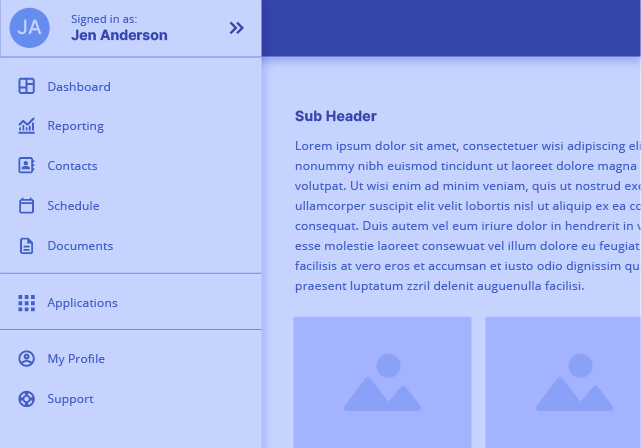 JA
Signed in as:
Jen Anderson
Dashboard
Reporting
Contacts
Schedule
Documents
Applications
My Profile
Support
Sub Header
Lorem ipsum dolor sit amet, consectetuer wisi adipiscing eli
nonummy nibh euismod tincidunt ut laoreet dolore magna
volutpat. Ut wisi enim ad minim veniam, quis ut nostrud exe
ullamcorper suscipit elit velit lobortis nisl ut aliquip ex ea co
consequat. Duis autem vel eum iriure dolor in hendrerit in v
esse molestie laoreet consewuat vel illum dolore eu feugiat
facilisis at vero eros et accumsan et iusto odio dignissim qu
praesent luptatum zzril delenit auguenulla facilisi.